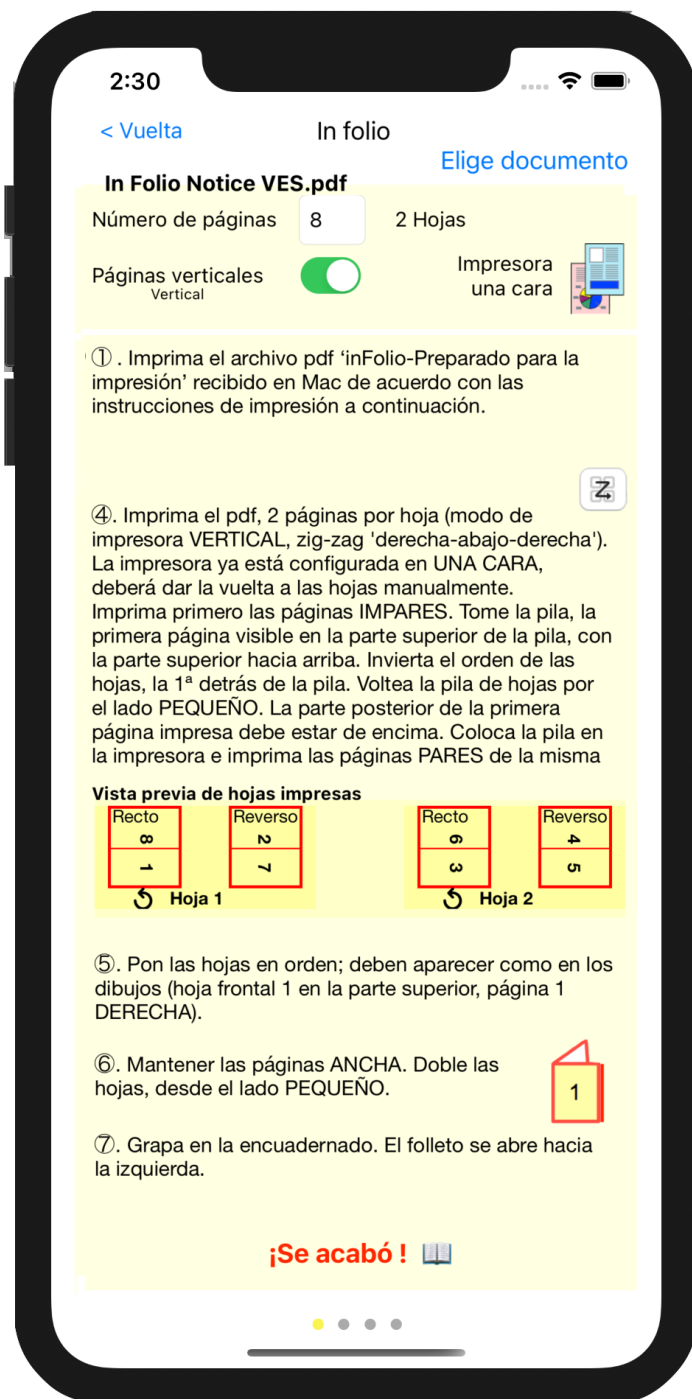 2:30
< Vuelta
In folio
Elige documento
In Folio Notice VES.pdf
Número de páginas 8 2 Hojas
Páginas verticales
Vertical
Impresora
una cara
①. Imprima el archivo pdf ‘inFolio-Preparado para la
impresión’ recibido en Mac de acuerdo con las
instrucciones de impresión a continuación.
Z
④. Imprima el pdf, 2 páginas por hoja (modo de
impresora VERTICAL, zig-zag 'derecha-abajo-derecha').
La impresora ya está configurada en UNA CARA,
deberá dar la vuelta a las hojas manualmente.
Imprima primero las páginas IMPARES. Tome la pila, la
primera página visible en la parte superior de la pila, con
la parte superior hacia arriba. Invierta el orden de las
hojas, la 1ª detrás de la pila. Voltea la pila de hojas por
el lado PEQUEÑO. La parte posterior de la primera
página impresa debe estar de encima. Coloca la pila en
la impresora e imprima las páginas PARES de la misma
Vista previa de hojas impresas
Recto Reverso Recto Reverso
8 2 6 4
1 7 3 5
Hoja 1 Hoja 2
⑤. Pon las hojas en orden; deben aparecer como en los
dibujos (hoja frontal 1 en la parte superior, página 1
DERECHA).
⑥. Mantener las páginas ANCHA. Doble las
hojas, desde el lado PEQUEÑO.
1
⑦. Grapa en la encuadernado. El folleto se abre hacia
la izquierda.
¡Se acabó !